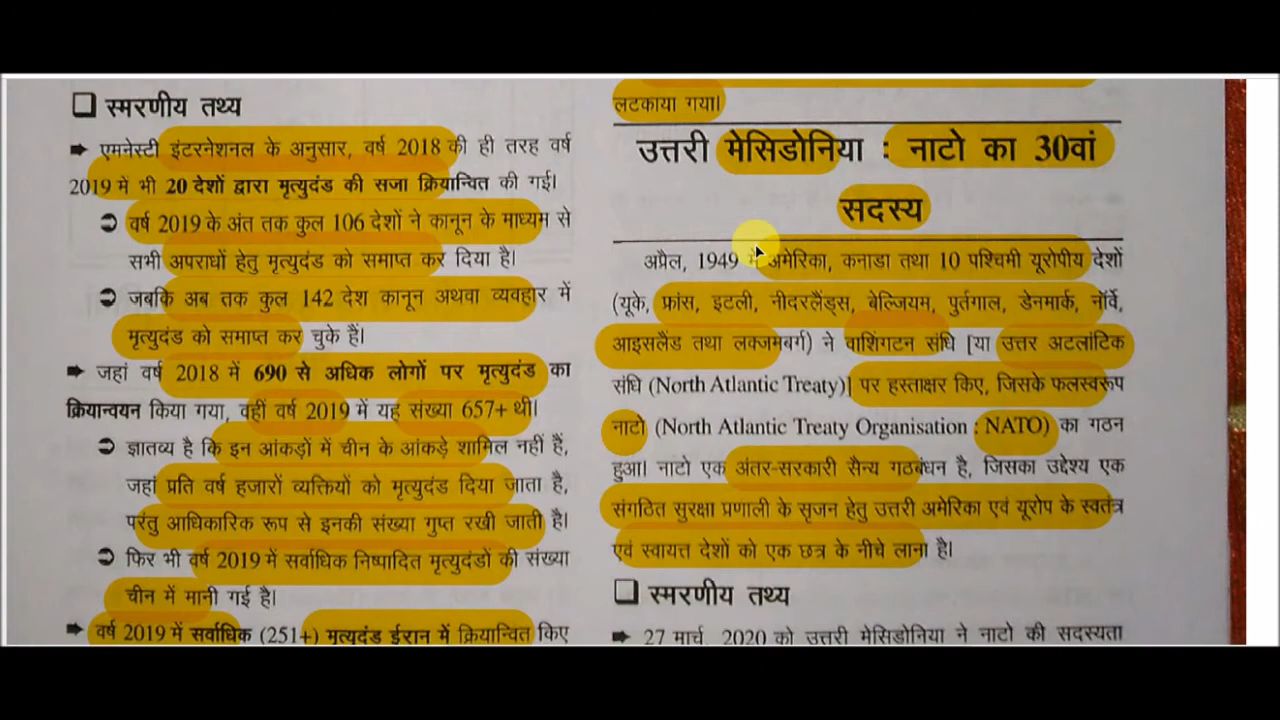 ❑ स्मरणीय तथ्य
➡ एमनेस्टी इंटरनेशनल के अनुसार, वर्ष 2018 की ही तरह वर्ष
2019 में भी 20 देशों द्वारा मृत्युदंड की सजा क्रियान्वित की गई।
➲ वर्ष 2019 के अंत तक कुल 106 देशों ने कानून के माध्यम से
सभी अपराधों हेतु मृत्युदंड को समाप्त कर दिया है।
➲ जबकि अब तक कुल 142 देश कानून अथवा व्यवहार में
मृत्युदंड को समाप्त कर चुके हैं।
➡ जहां वर्ष 2018 में 690 से अधिक लोगों पर मृत्युदंड का
क्रियान्वयन किया गया, वहीं वर्ष 2019 में यह संख्या 657+ थी।
➲ ज्ञातव्य है कि इन आंकड़ों में चीन के आंकड़े शामिल नहीं हैं,
जहां प्रति वर्ष हजारों व्यक्तियों को मृत्युदंड दिया जाता है,
परंतु आधिकारिक रूप से इनकी संख्या गुप्त रखी जाती है।
➲ फिर भी वर्ष 2019 में सर्वाधिक निष्पादित मृत्युदंडों की संख्या
चीन में मानी गई है।
➡ वर्ष 2019 में सर्वाधिक (251+) मृत्यदंड ईरान में क्रियान्वित किए
लटकाया गया।
उत्तरी मेसिडोनिया : नाटो का 30वां
सदस्य
अप्रैल, 1949 में अमेरिका, कनाडा तथा 10 पश्चिमी यूरोपीय देशों
(यूके, फ्रांस, इटली, नीदरलैंड्स, बेल्जियम, पुर्तगाल, डेनमार्क, नॉर्वे,
आइसलैंड तथा लक्जमबर्ग) ने वाशिंगटन संधि [या उत्तर अटलांटिक
संधि (North Atlantic Treaty)] पर हस्ताक्षर किए, जिसके फलस्वरूप
नाटो (North Atlantic Treaty Organisation : NATO) का गठन
हुआ। नाटो एक अंतर-सरकारी सैन्य गठबंधन है, जिसका उद्देश्य एक
संगठित सुरक्षा प्रणाली के सृजन हेतु उत्तरी अमेरिका एवं यूरोप के स्वतंत्र
एवं स्वायत्त देशों को एक छत्र के नीचे लाना है।
❑ स्मरणीय तथ्य
➡ 27 मार्च, 2020 को उत्तरी मेसिडोनिया ने नाटो की सदस्यता